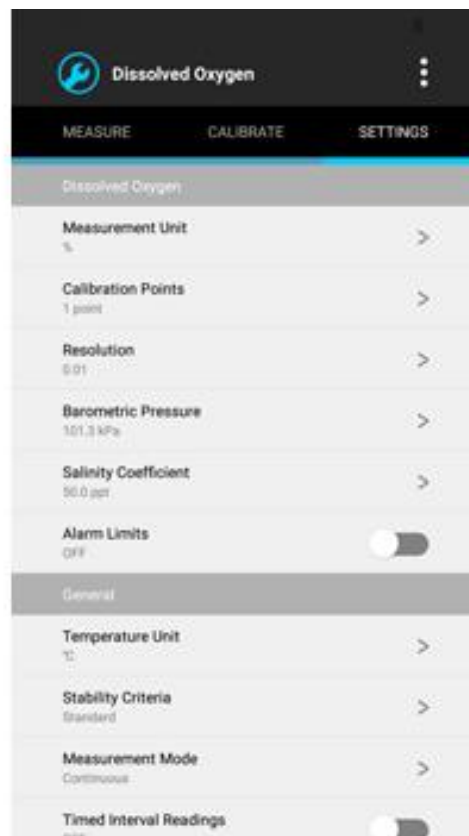 Dissolved Oxygen
MEASURE CALIBRATE SETTINGS
Dissolved Oxygen
Measurement Unit
%
Calibration Points
1 point
Resolution
0.01
Barometric Pressure
101.3 kPa
Salinity Coefficient
50.0 ppt
Alarm Limits
OFF
General
Temperature Unit
℃
Stability Criteria
Standard
Measurement Mode
Continuous
Timed Interval Readings